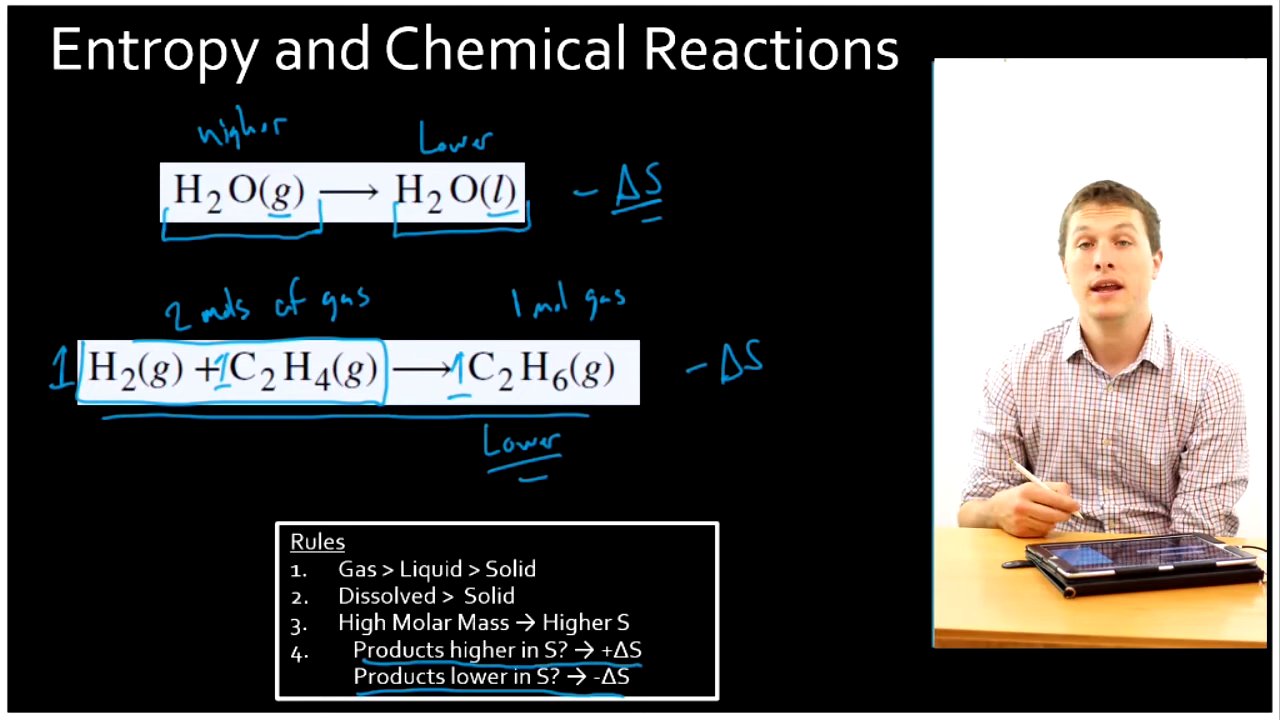 Entropy and Chemical Reactions
higher
Lower
H₂O(g) ⟶ H₂O(l)
- ΔS
2 mols of gas
1 mol gas
1 H₂(g) + 1 C₂H₄(g) ⟶ 1 C₂H₆(g)
- ΔS
Lower
Rules
1. Gas > Liquid > Solid
2. Dissolved > Solid
3. High Molar Mass → Higher S
4. Products higher in S? → +ΔS
Products lower in S? → -ΔS